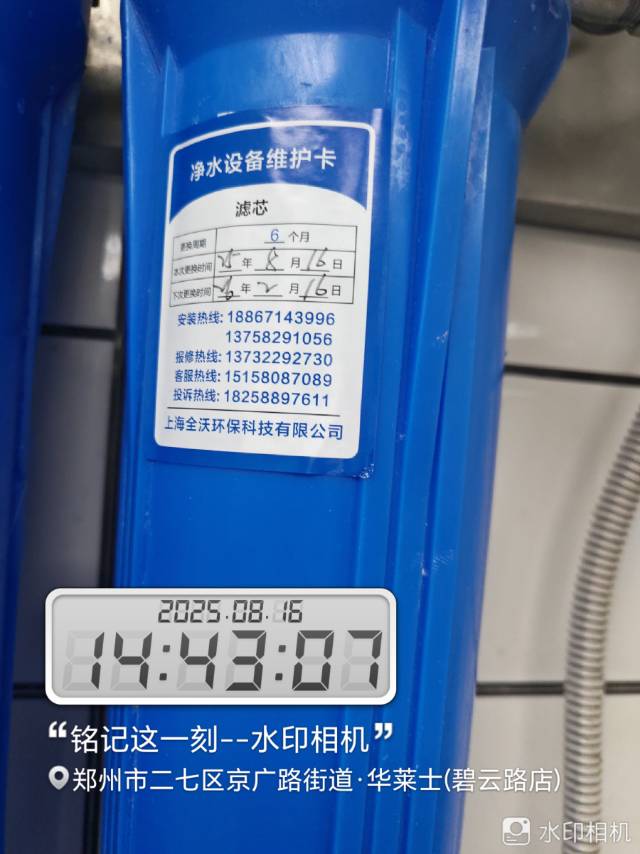 净水设备维护卡
滤芯
更换周期 6 个月
本次更换时间 25年 8 月 16 日
下次更换时间 年 2 月 16 日
安装热线: 18867143996
13758291056
报修热线: 13732292730
客服热线: 15158087089
投诉热线: 18258897611
上海全沃环保科技有限公司
2025.08.16
14:43:07
“铭记这一刻--水印相机”
郑州市二七区京广路街道·华莱士(碧云路店)
水印相机